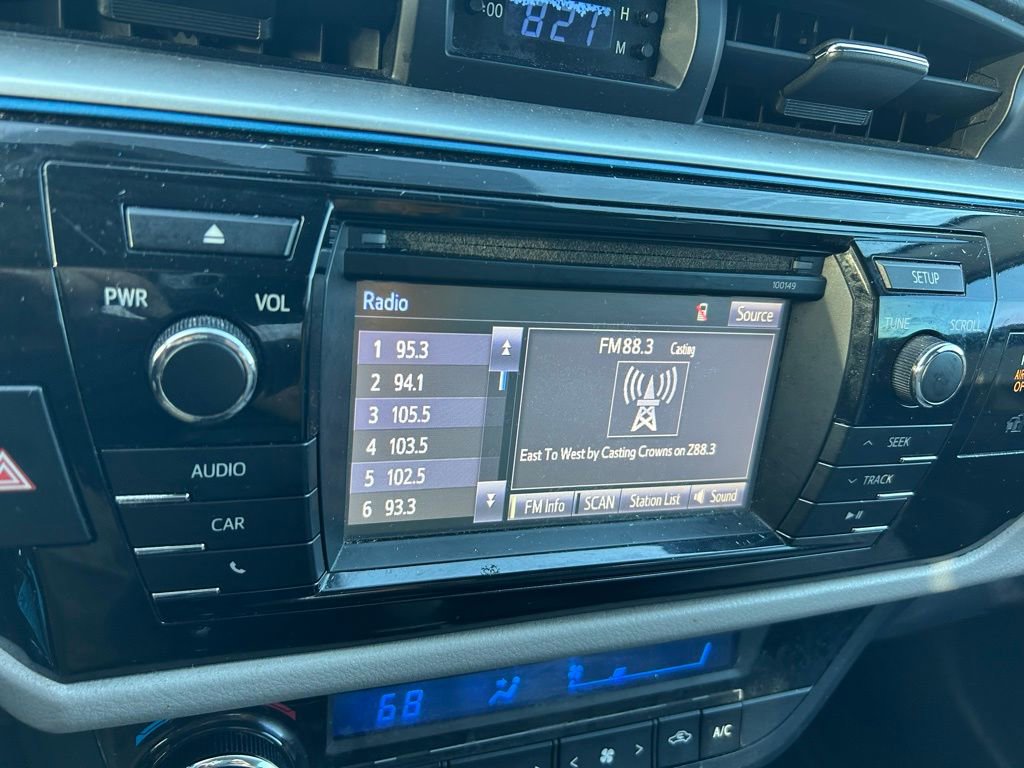 :00 8:27 H
M
100149
PWR VOL
SETUP
TUNE SCROLL
Radio Source
1 95.3
2 94.1
3 105.5
4 103.5
5 102.5
6 93.3
FM88.3 Casting
East To West by Casting Crowns on Z88.3
FM Info SCAN Station List Sound
AUDIO
CAR
SEEK
TRACK
68
A/C